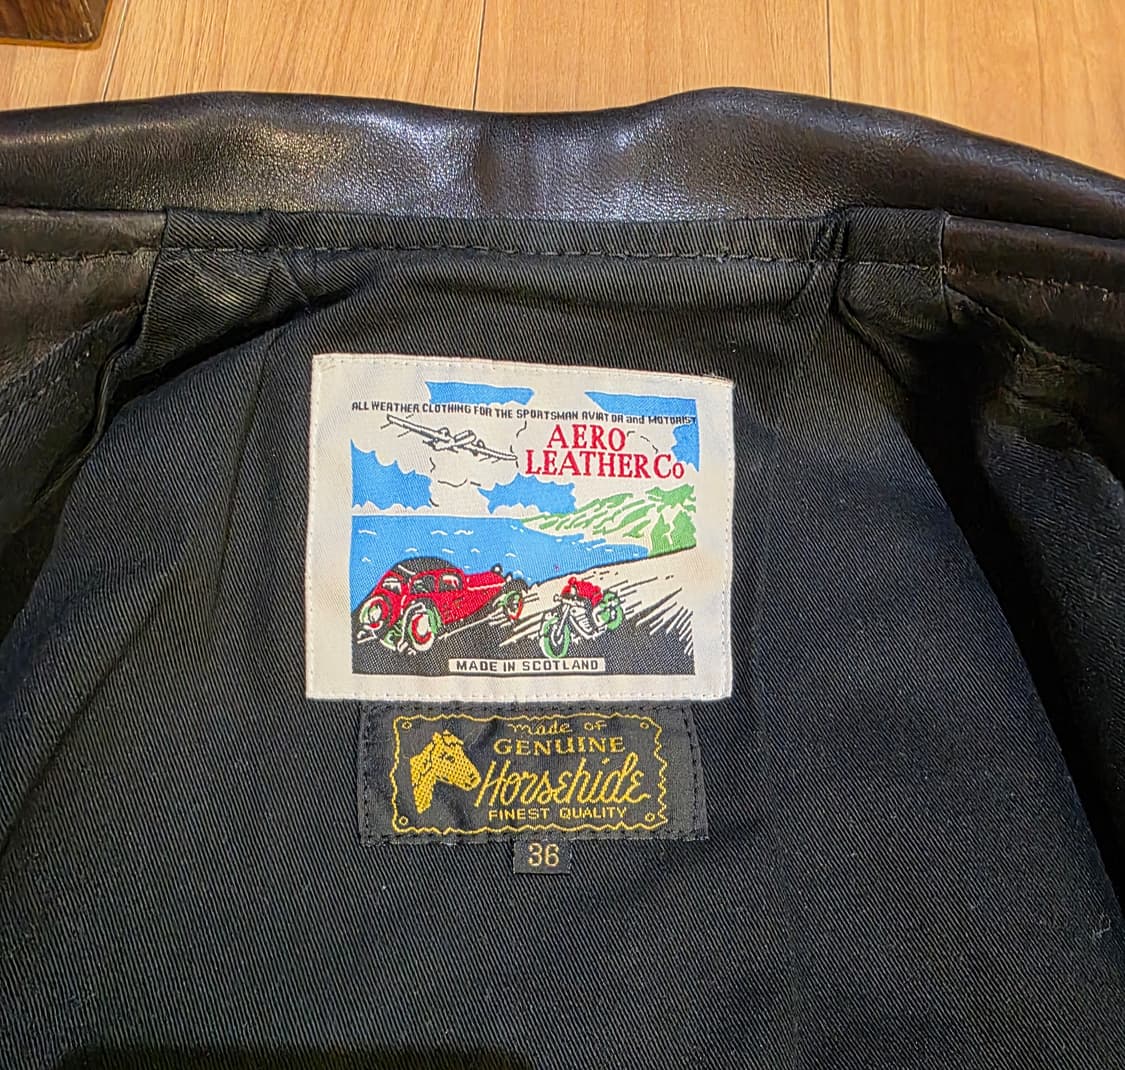 ALL WEATHER CLOTHING FOR THE SPORTSMAN AVIATOR and MOTORIST
AERO
LEATHER Co
MADE IN SCOTLAND
made of
GENUINE
Horsehide
FINEST QUALITY
36